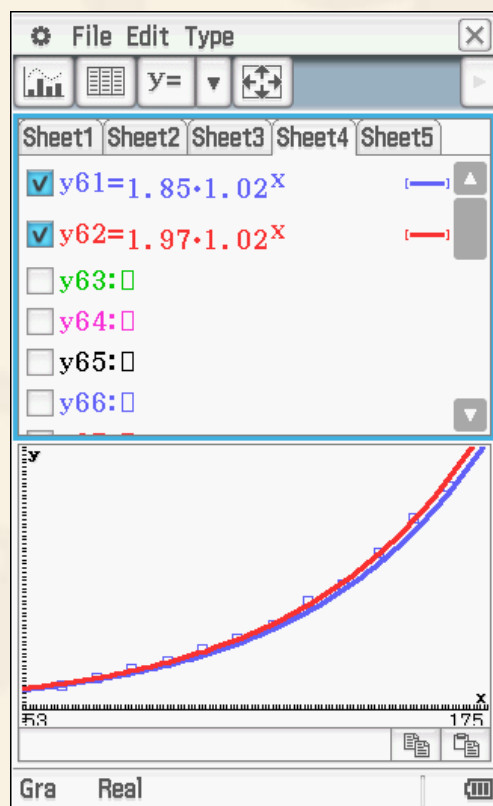 File Edit Type
y=
Sheet1 Sheet2 Sheet3 Sheet4 Sheet5
y61=1.85·1.02^x
y62=1.97·1.02^x
y63:▯
y64:▯
y65:▯
y66:▯
y
x
53 175
Gra Real